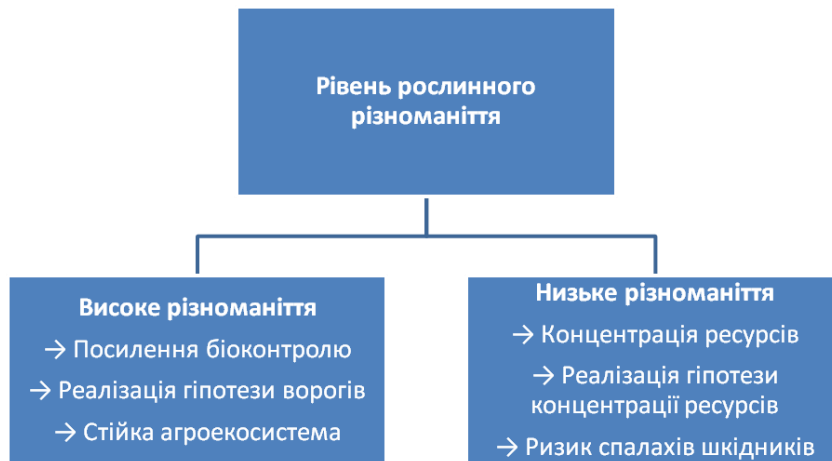 Рівень рослинного
різноманіття
Високе різноманіття
→ Посилення біоконтролю
→ Реалізація гіпотези ворогів
→ Стійка агроекосистема
Низьке різноманіття
→ Концентрація ресурсів
→ Реалізація гіпотези
концентрації ресурсів
→ Ризик спалахів шкідників